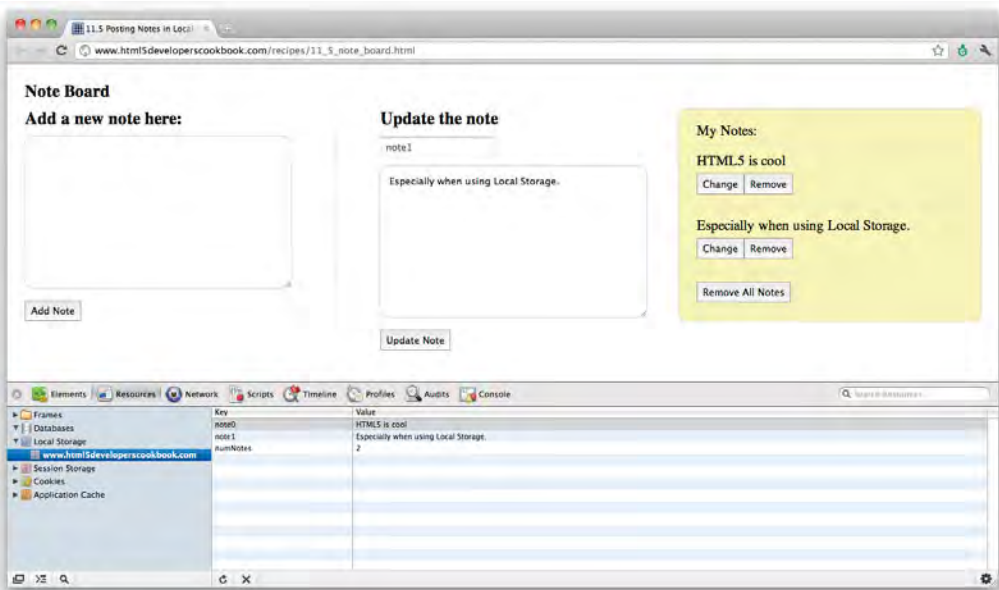 11.5 Posting Notes in Local
www.html5developerscookbook.com/recipes/11_5_note_board.html
Note Board
Add a new note here:
Add Note
Update the note
note1
Especially when using Local Storage.
Update Note
My Notes:
HTML5 is cool
Change Remove
Especially when using Local Storage.
Change Remove
Remove All Notes
Elements Resources Network Scripts Timeline Profiles Audits Console Search Resources
Frames
Databases
Local Storage
www.html5developerscookbook.com
Session Storage
Cookies
Application Cache
Key Value
note0 HTML5 is cool
note1 Especially when using Local Storage.
numNotes 2